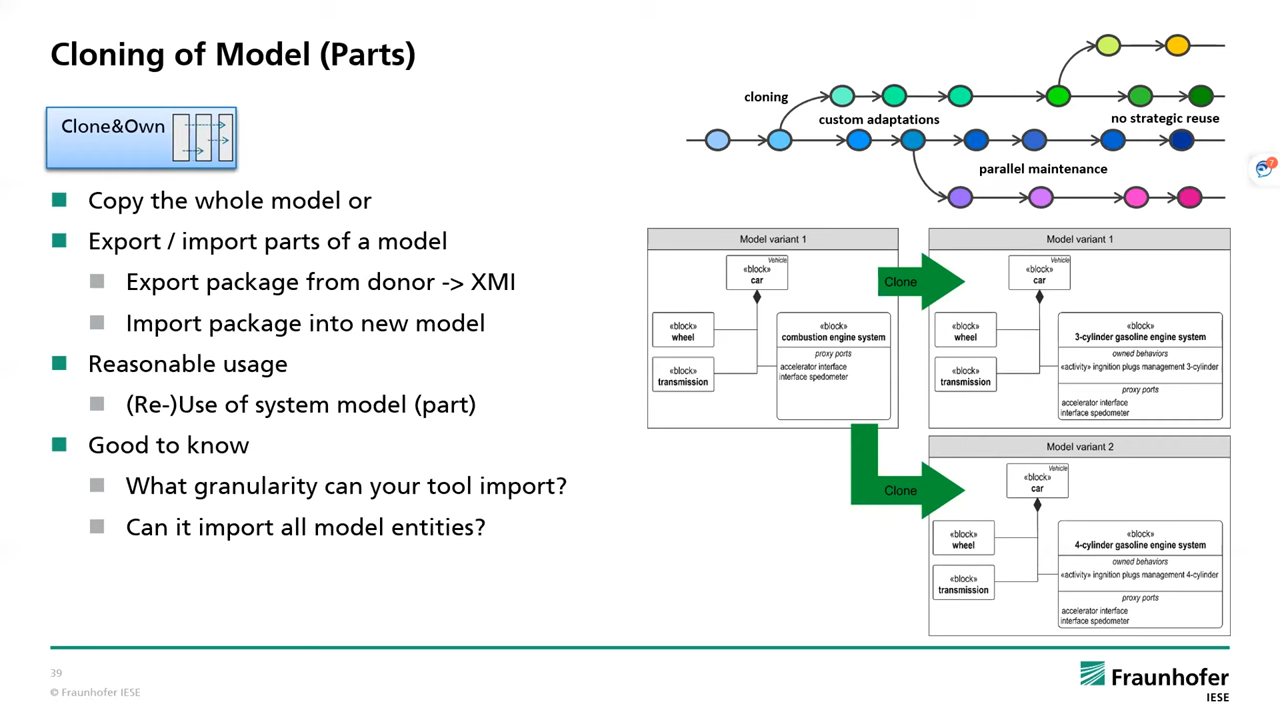 Cloning of Model (Parts)
Clone&Own
Copy the whole model or
Export / import parts of a model
Export package from donor -> XMI
Import package into new model
Reasonable usage
(Re-)Use of system model (part)
Good to know
What granularity can your tool import?
Can it import all model entities?
cloning
custom adaptations
no strategic reuse
parallel maintenance
7
Model variant 1
Vehicle
«block»
car
«block»
wheel
«block»
transmission
«block»
combustion engine system
proxy ports
accelerator interface
interface spedometer
Clone
Model variant 1
Vehicle
«block»
car
«block»
wheel
«block»
transmission
«block»
3-cylinder gasoline engine system
owned behaviors
«activity» ingnition plugs management 3-cylinder
proxy ports
accelerator interface
interface spedometer
Clone
Model variant 2
Vehicle
«block»
car
«block»
wheel
«block»
transmission
«block»
4-cylinder gasoline engine system
owned behaviors
«activity» ingnition plugs management 4-cylinder
proxy ports
accelerator interface
interface spedometer
39
© Fraunhofer IESE
Fraunhofer
IESE